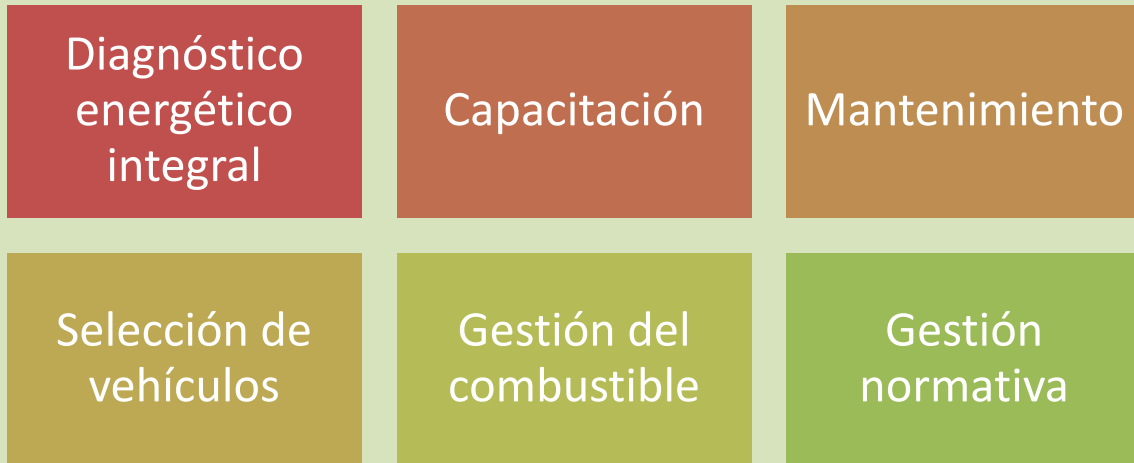 Diagnóstico
energético
integral
Capacitación
Mantenimiento
Selección de
vehículos
Gestión del
combustible
Gestión
normativa